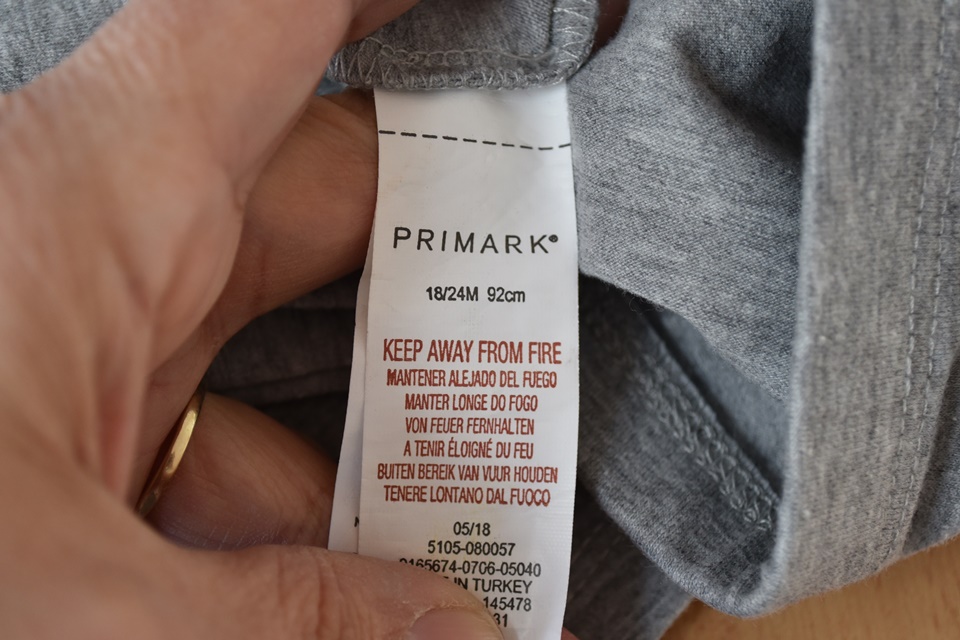 PRIMARK®
18/24M 92cm
KEEP AWAY FROM FIRE
MANTENER ALEJADO DEL FUEGO
MANTER LONGE DO FOGO
VON FEUER FERNHALTEN
A TENIR ÉLOIGNÉ DU FEU
BUITEN BEREIK VAN VUUR HOUDEN
TENERE LONTANO DAL FUOCO
05/18
5105-080057
2165674-0706-05040
IN TURKEY
145478
31